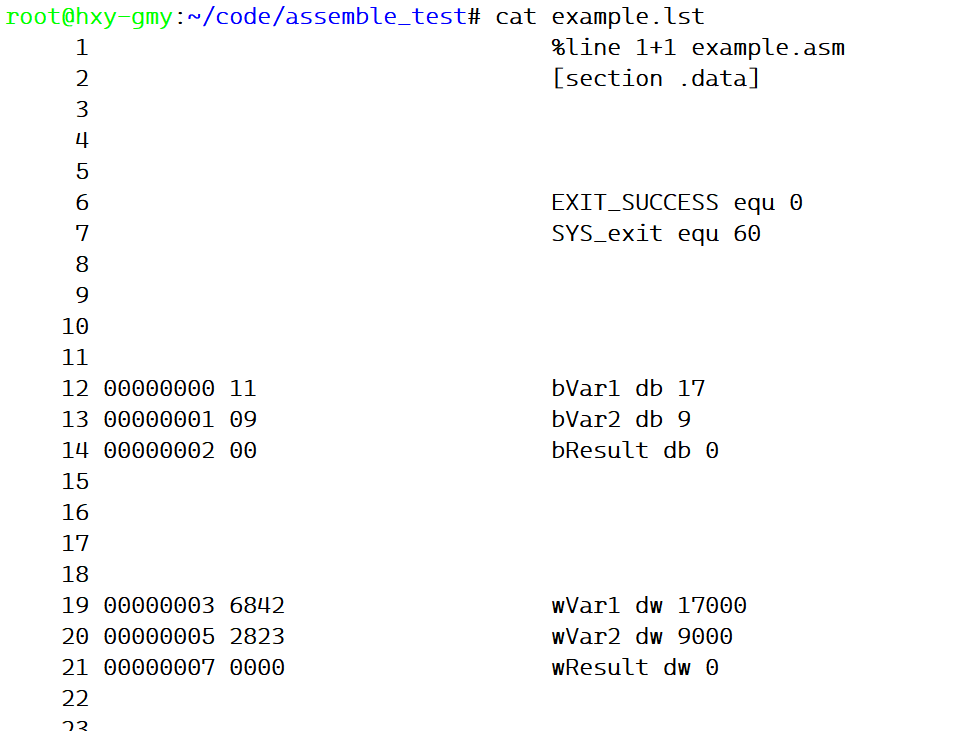 root@hxy-gmy:~/code/assemble_test# cat example.lst
1 %line 1+1 example.asm
2 [section .data]
3
4
5
6 EXIT_SUCCESS equ 0
7 SYS_exit equ 60
8
9
10
11
12 00000000 11 bVar1 db 17
13 00000001 09 bVar2 db 9
14 00000002 00 bResult db 0
15
16
17
18
19 00000003 6842 wVar1 dw 17000
20 00000005 2823 wVar2 dw 9000
21 00000007 0000 wResult dw 0
22
23